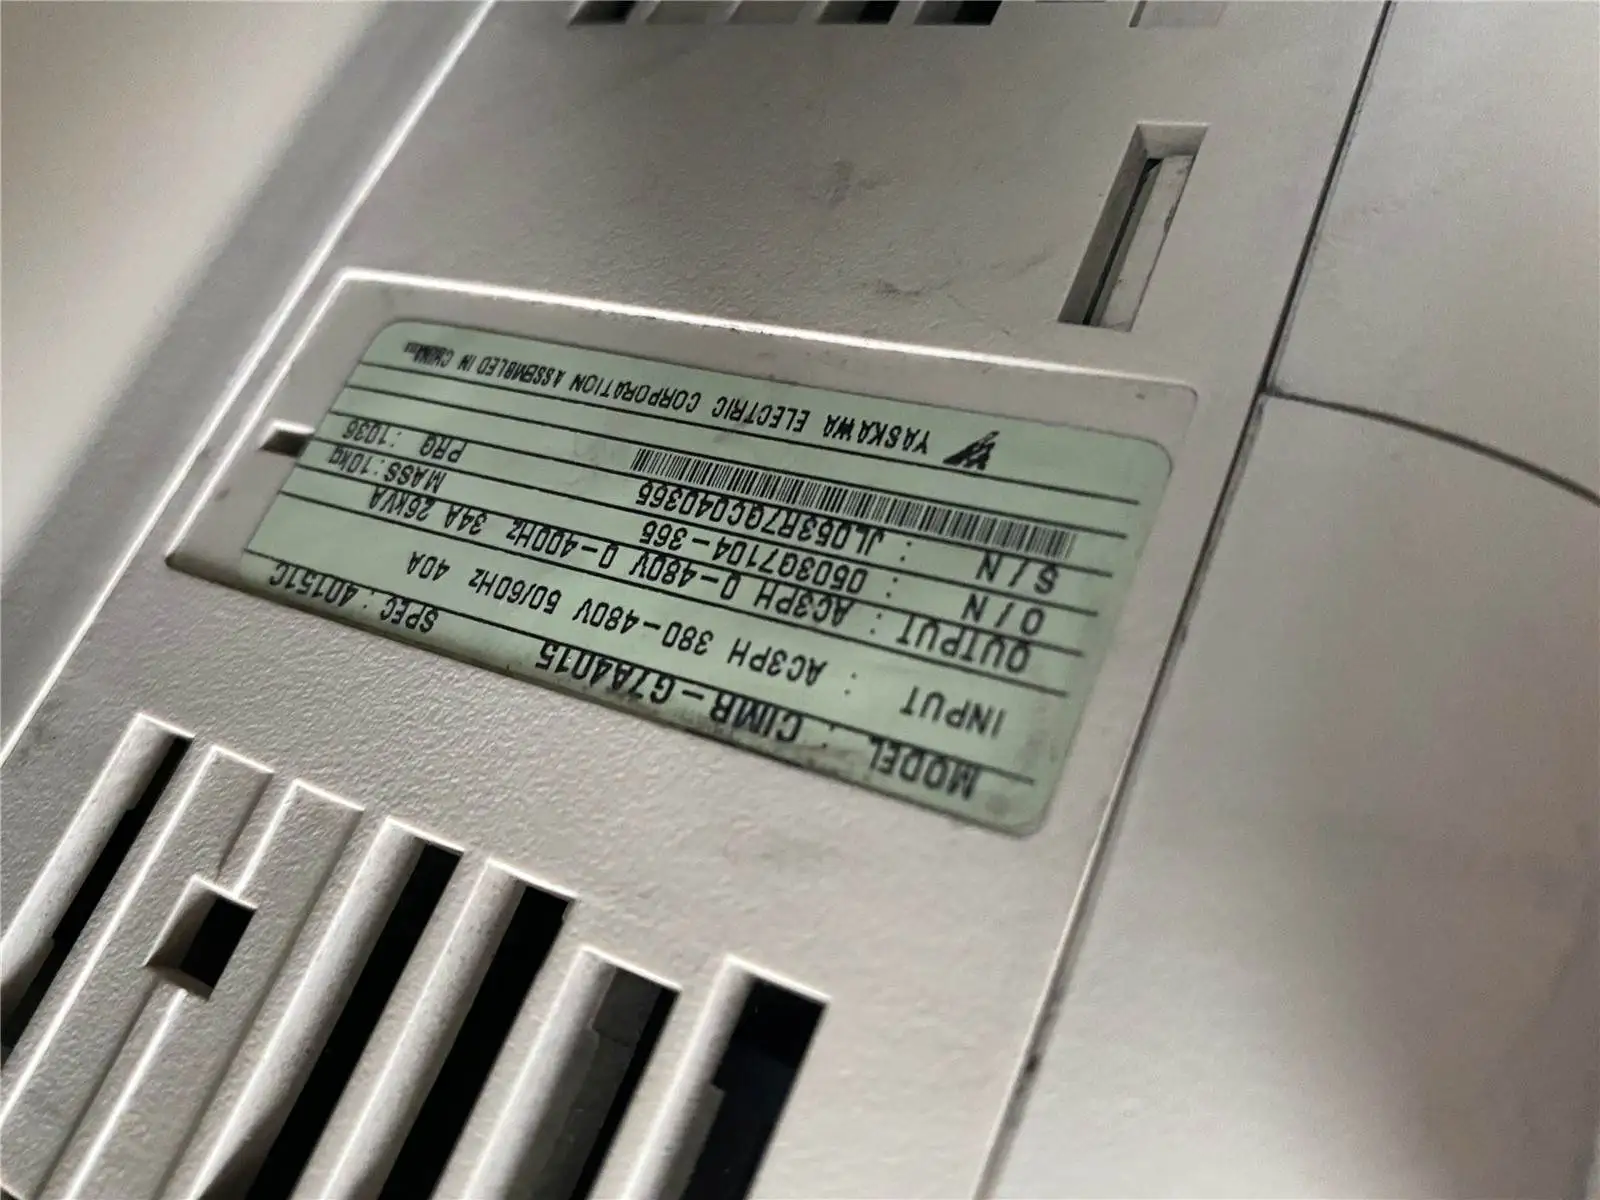 MODEL : CIMR-G7A4015 SPEC : 40151C
INPUT : AC3PH 380-480V 50/60Hz 40A
OUTPUT : AC3PH 0-480V 0-400Hz 34A 26kVA
O/N : 0503Q7104-365 MASS : 10kg
S/N : JL053R7QC040365 PRG : 1036
YASKAWA ELECTRIC CORPORATION ASSEMBLED IN CHINA